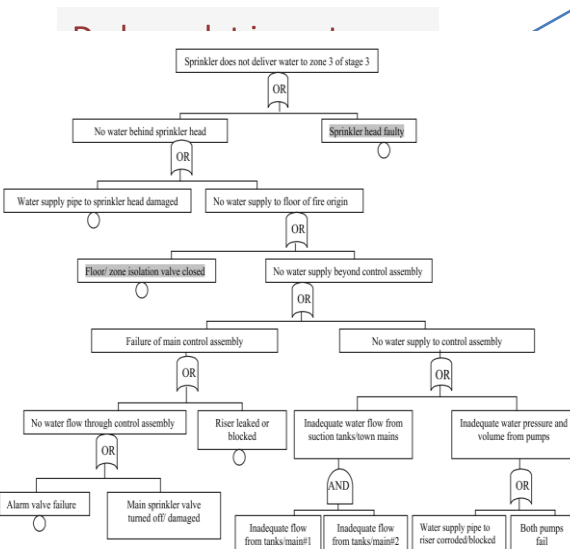 Sprinkler does not deliver water to zone 3 of stage 3
OR
No water behind sprinkler head
Sprinkler head faulty
OR
Water supply pipe to sprinkler head damaged
No water supply to floor of fire origin
OR
Floor/ zone isolation valve closed
No water supply beyond control assembly
OR
Failure of main control assembly
No water supply to control assembly
OR
OR
No water flow through control assembly
Riser leaked or
blocked
Inadequate water flow from
suction tanks/town mains
Inadequate water pressure and
volume from pumps
OR
AND
OR
Alarm valve failure
Main sprinkler valve
turned off/ damaged
Inadequate flow
from tanks/main#1
Inadequate flow
from tanks/main#2
Water supply pipe to
riser corroded/blocked
Both pumps
fail